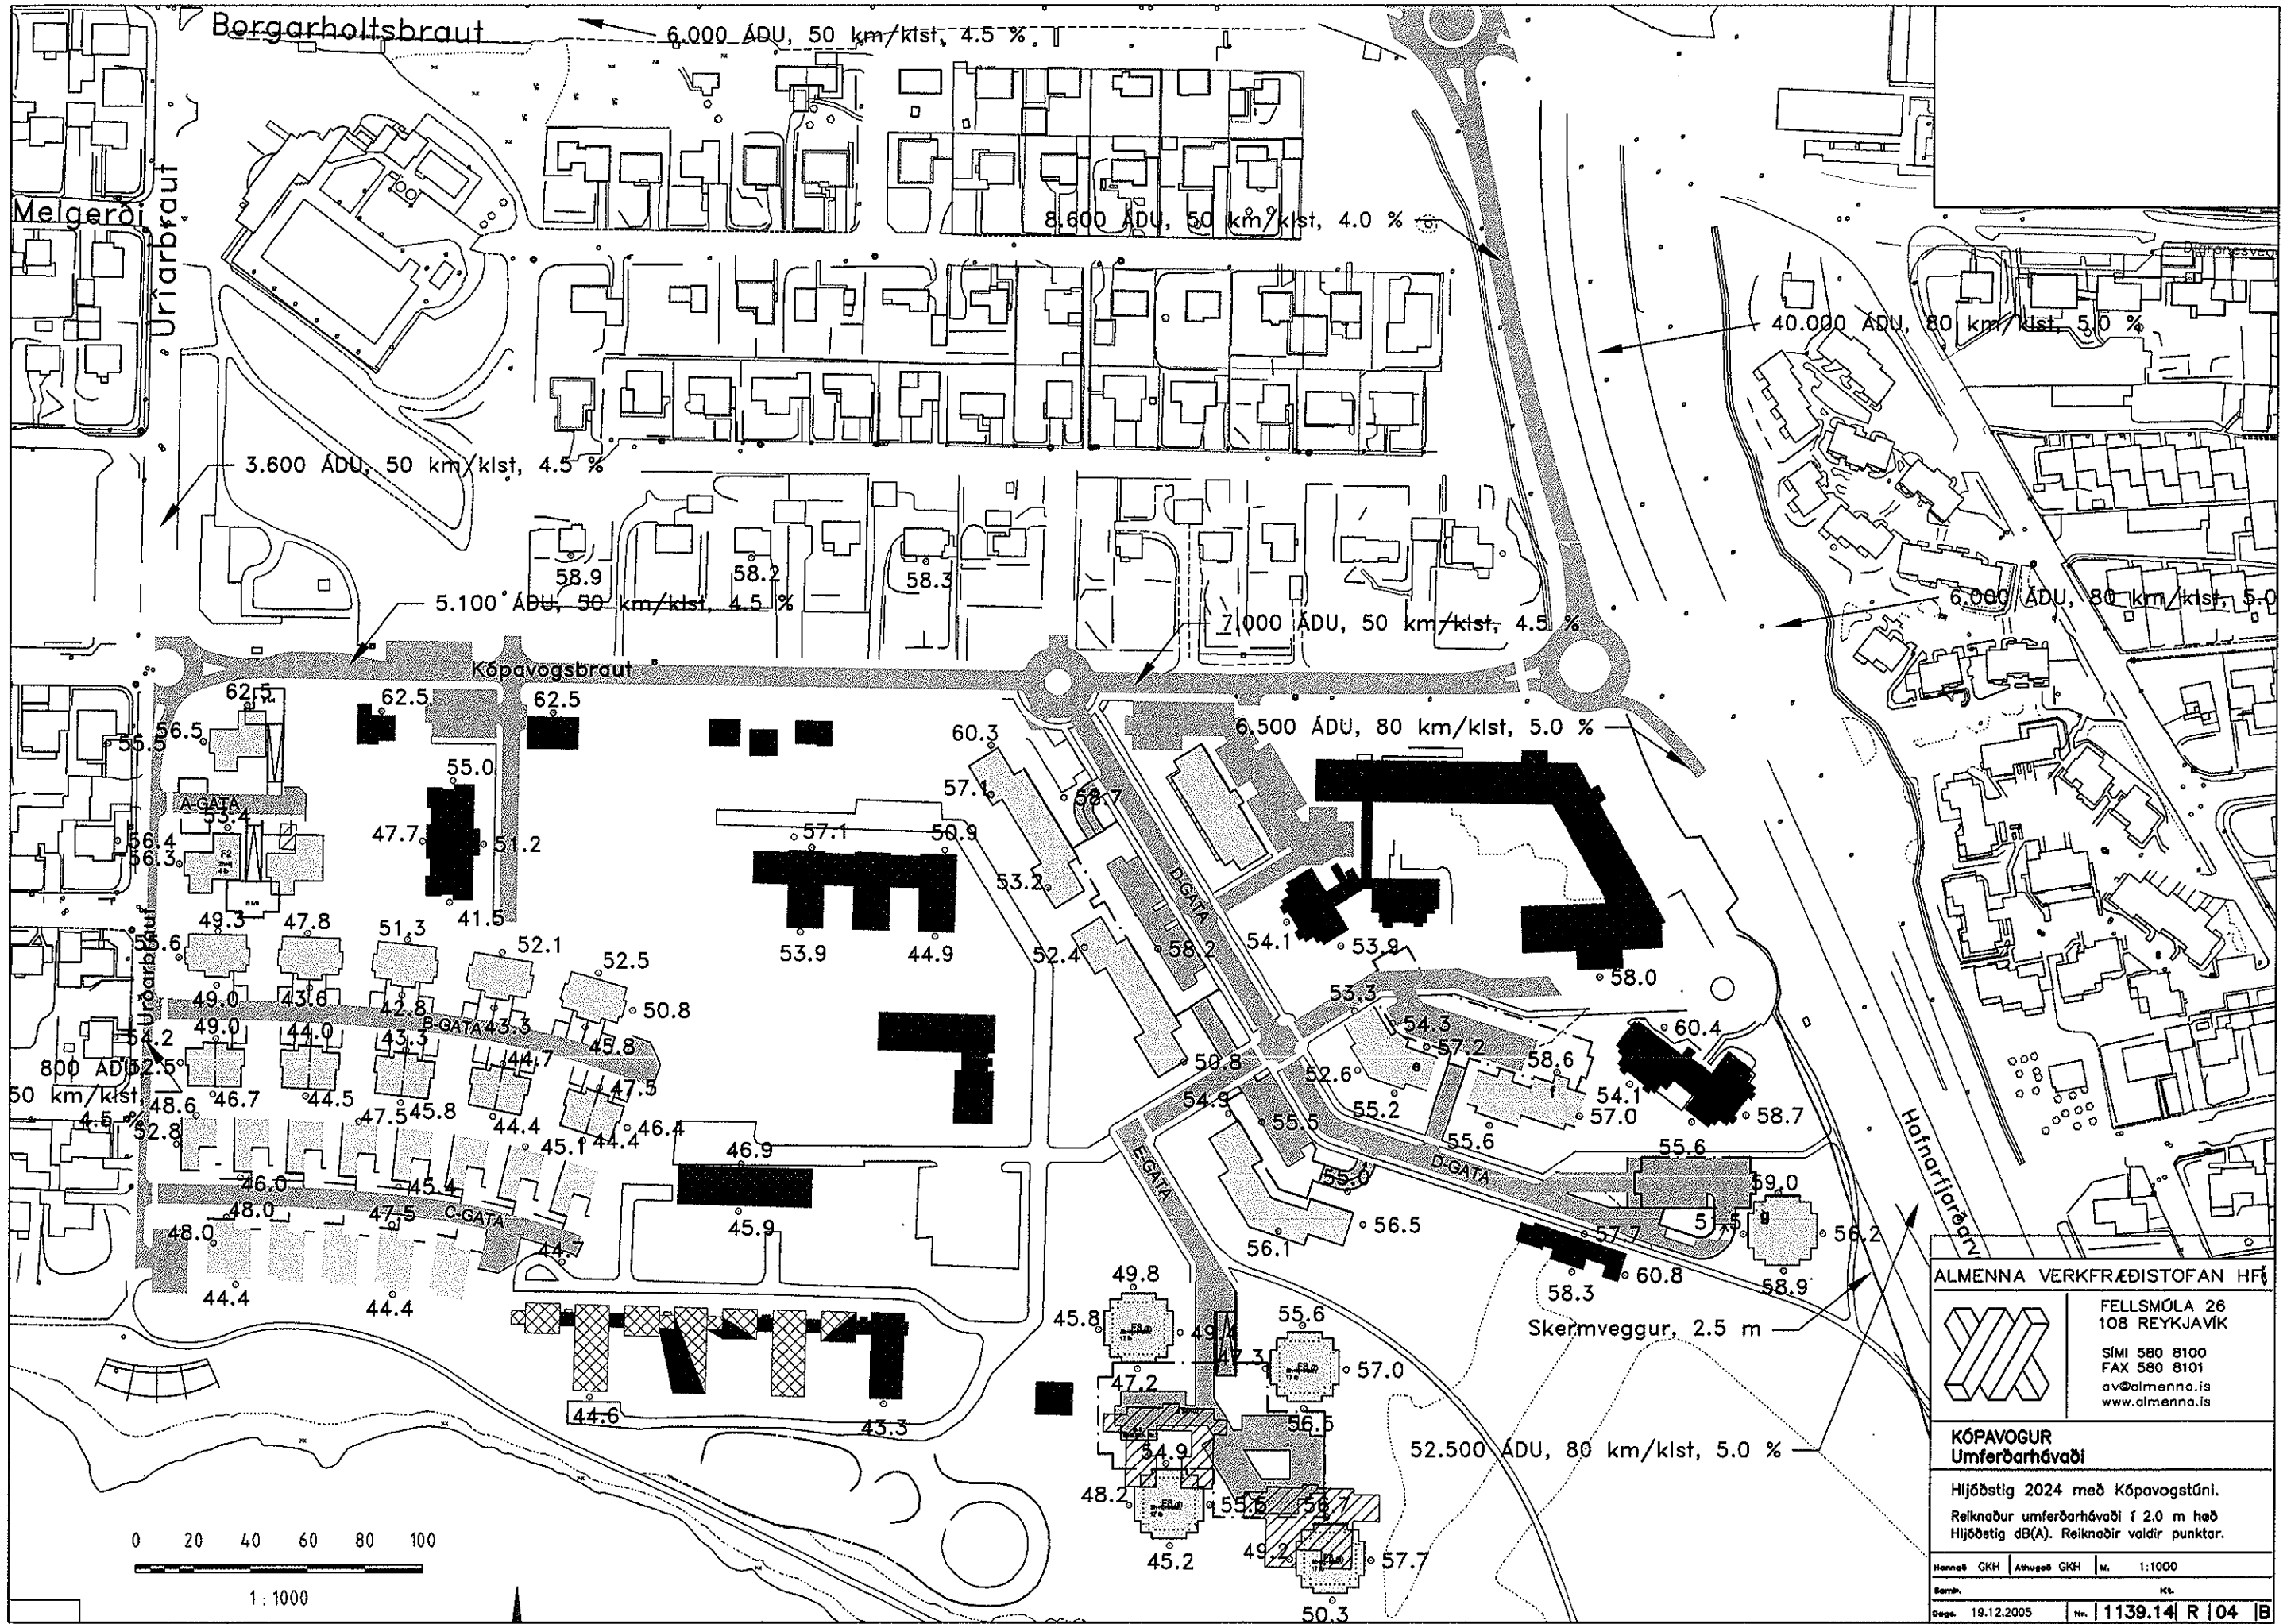 Borgarholtsbraut
6.000 ÁDU, 50 km/klst, 4.5 %
Melgerði
Urðarbraut
8.600 ÁDU, 50 km/klst, 4.0 %
40.000 ÁDU, 80 km/klst, 5.0 %
3.600 ÁDU, 50 km/klst, 4.5 %
58.9
58.2
58.3
5.100 ÁDU, 50 km/klst, 4.5 %
7.000 ÁDU, 50 km/klst, 4.5 %
6.000 ÁDU, 80 km/klst, 5.0
Kópavogsbraut
62.5
62.5
62.5
6.500 ÁDU, 80 km/klst, 5.0 %
56.5
55.5
60.3
55.0
57.1
58.7
A-GATA
53.4
56.4
56.3
F2
47.7
51.2
57.1
50.9
53.2
D-GATA
41.5
49.3
47.8
51.3
52.1
52.5
53.9
44.9
52.4
58.2
54.1
53.9
58.0
55.6
49.0
43.6
42.8
50.8
Urðarbraut
B-GATA
43.3
53.3
49.0
44.0
43.3
45.8
54.3
60.4
54.2
44.7
50.8
57.2
58.6
e
f
800 ÁDU
52.5
50 km/klst,
4.5 %
46.7
44.5
47.5
52.6
54.1
48.6
47.5
45.8
44.4
46.4
54.9
55.2
57.0
58.7
52.8
45.1
44.4
55.5
55.6
55.6
46.9
E-GATA
D-GATA
55.0
46.0
45.4
59.0
48.0
47.5
C-GATA
45.9
56.5
g
48.0
44.7
56.1
57.7
56.2
44.4
44.4
58.3
60.8
58.9
Hafnarfjarðarv
49.8
45.8
49.4
55.6
Skermveggur, 2.5 m
47.3
57.0
47.2
44.6
43.3
56.5
54.9
52.500 ÁDU, 80 km/klst, 5.0 %
48.2
55.6
56.7
45.2
49.2
57.7
50.3
0 20 40 60 80 100
1 : 1000
ALMENNA VERKFRÆÐISTOFAN HF
FELLSMÚLA 26
108 REYKJAVÍK
SÍMI 580 8100
FAX 580 8101
av@almenna.is
www.almenna.is
KÓPAVOGUR
Umferðarhávaði
Hljóðstig 2024 með Kópavogstúni.
Reiknaður umferðarhávaði í 2.0 m hæð
Hljóðstig dB(A). Reiknaðir valdir punktar.
Hannað GKH Athugað GKH M. 1:1000
Samþ. Kt.
Dags. 19.12.2005 Nr. 1139.14 R 04 B